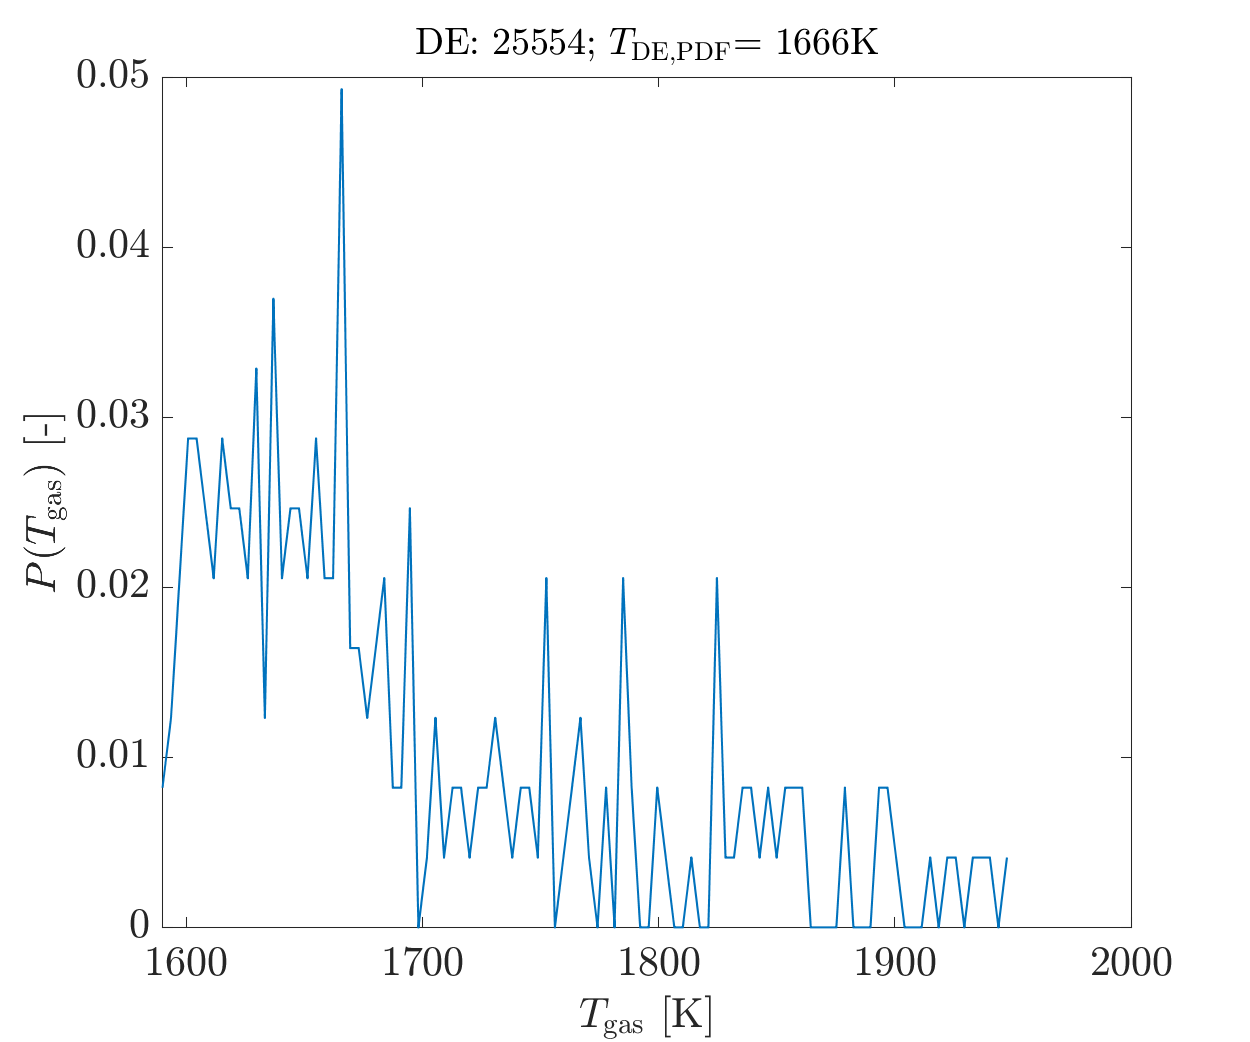 DE: 25554; T_DE,PDF= 1666K
0.05
0.04
0.03
0.02
0.01
0
P(T_gas) [-]
1600 1700 1800 1900 2000
T_gas [K]